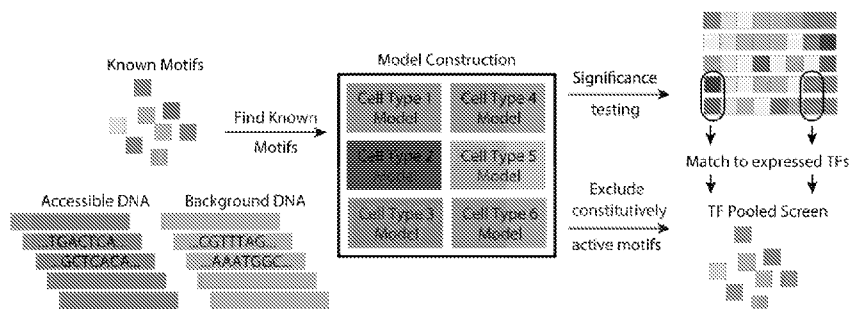 Known Motifs
Find Known
Motifs
Accessible DNA
Background DNA
...TGACTCA...
...GCTCACA...
...CGTTTAG...
...AAATGGC...
Model Construction
Cell Type 1
Model
Cell Type 4
Model
Cell Type 2
Model
Cell Type 5
Model
Cell Type 3
Model
Cell Type 6
Model
Significance
testing
Exclude
constitutively
active motifs
Match to expressed TFs
TF Pooled Screen